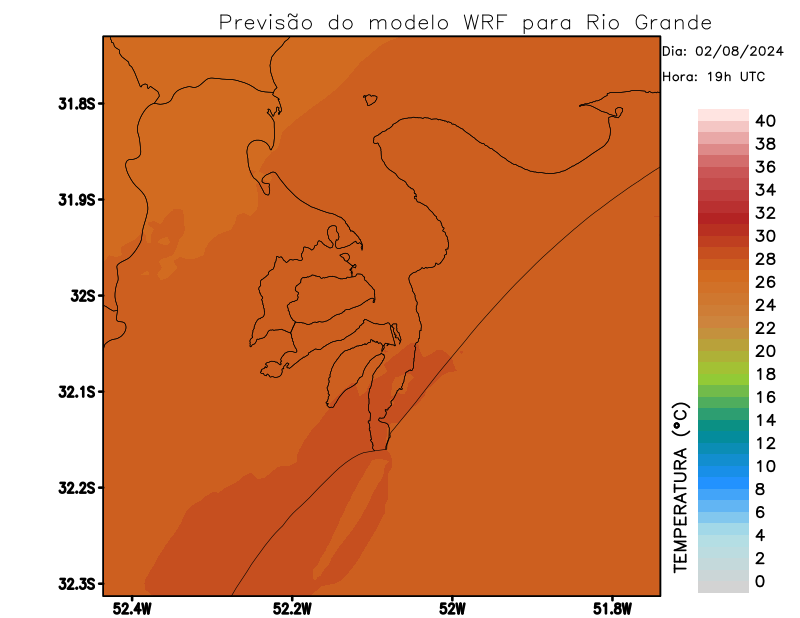 Previsão do modelo WRF para Rio Grande
Dia: 02/08/2024
Hora: 19h UTC
31.8S
31.9S
32S
32.1S
32.2S
32.3S
52.4W
52.2W
52W
51.8W
TEMPERATURA (°C)
40
38
36
34
32
30
28
26
24
22
20
18
16
14
12
10
8
6
4
2
0